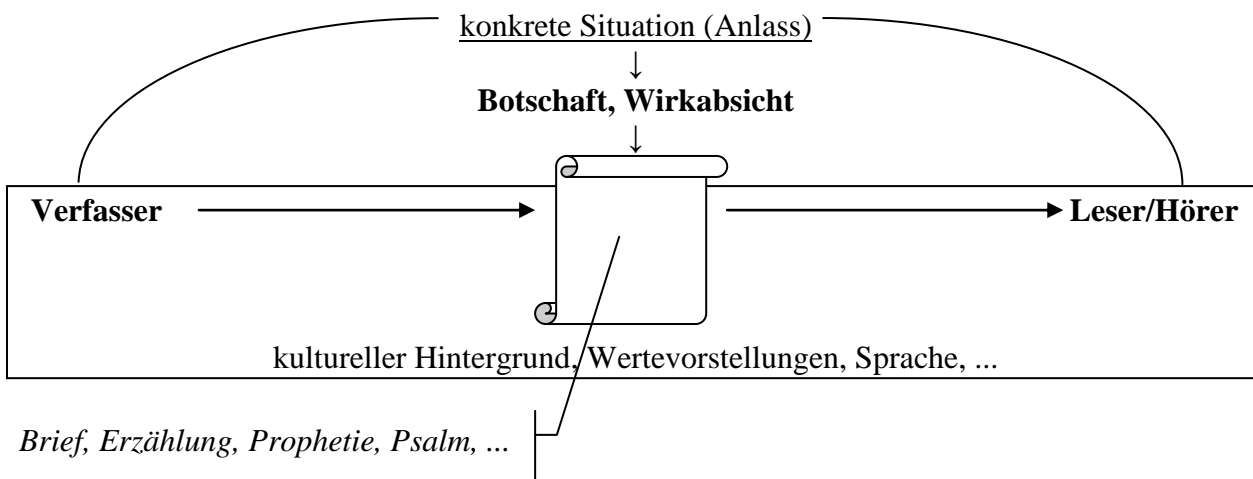 konkrete Situation (Anlass)
↓
Botschaft, Wirkabsicht
↓
Verfasser
Leser/Hörer
kultureller Hintergrund, Wertevorstellungen, Sprache, ...
Brief, Erzählung, Prophetie, Psalm, ...